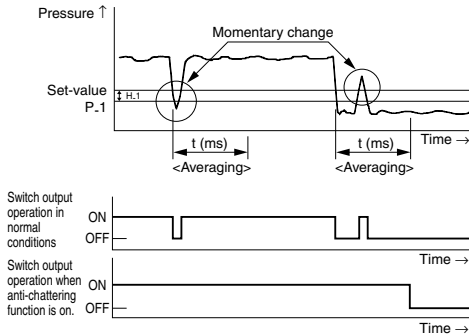 Pressure ↑
Momentary change
Set-value
H_1
P_1
t (ms)
t (ms)
Time →
<Averaging>
<Averaging>
Switch output
operation in
normal
conditions
ON
OFF
Time →
Switch output
operation when
anti-chattering
function is on.
ON
OFF
Time →